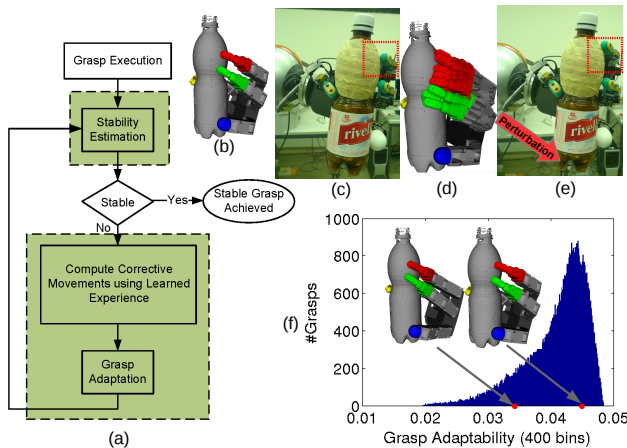 Grasp Execution
Stability
Estimation
Stable
Yes
Stable Grasp
Achieved
No
Compute Corrective
Movements using Learned
Experience
Grasp
Adaptation
(a)
(b)
(c)
(d)
(e)
rivel
Perturbation
rivel
(f)
#Grasps
1000
800
600
400
200
0
0.01
0.02
0.03
0.04
0.05
Grasp Adaptability (400 bins)